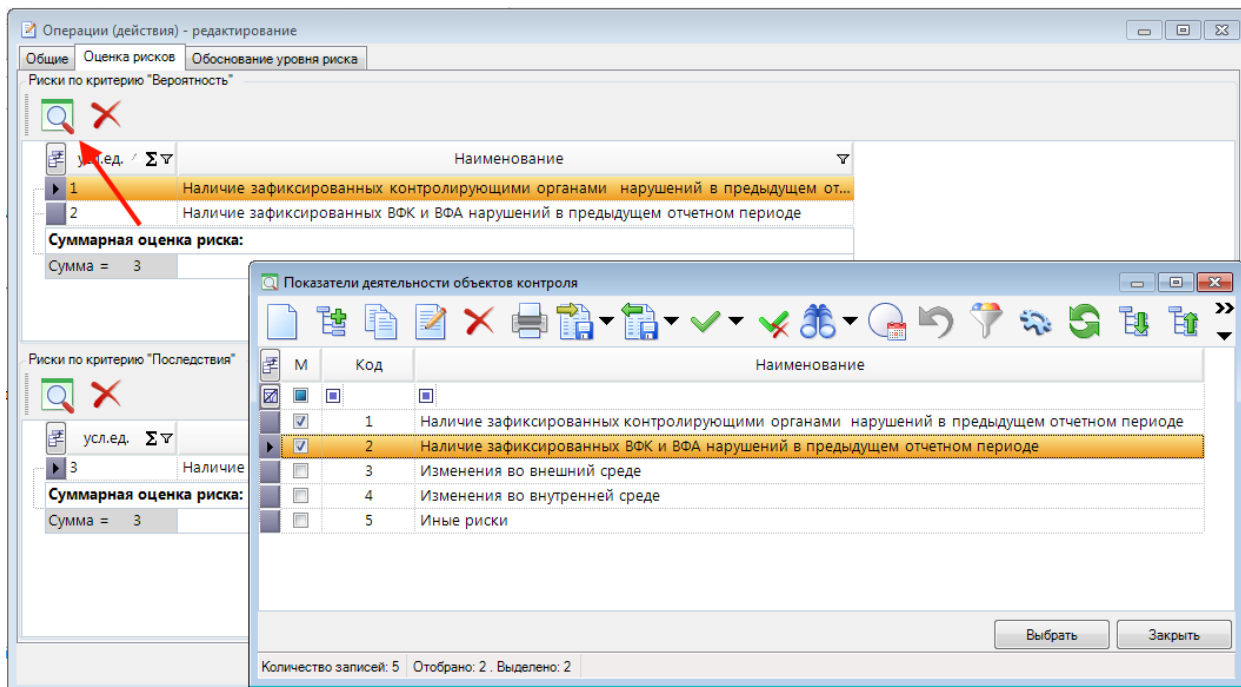 Операции (действия) - редактирование
Общие Оценка рисков Обоснование уровня риска
Риски по критерию "Вероятность"
усл.ед. Σ Наименование
1 Наличие зафиксированных контролирующими органами нарушений в предыдущем от...
2 Наличие зафиксированных ВФК и ВФА нарушений в предыдущем отчетном периоде
Суммарная оценка риска:
Сумма = 3
Риски по критерию "Последствия"
усл.ед. Σ
3 Наличие
Суммарная оценка риска:
Сумма = 3
Показатели деятельности объектов контроля
М Код Наименование
1 Наличие зафиксированных контролирующими органами нарушений в предыдущем отчетном периоде
2 Наличие зафиксированных ВФК и ВФА нарушений в предыдущем отчетном периоде
3 Изменения во внешний среде
4 Изменения во внутренней среде
5 Иные риски
Выбрать Закрыть
Количество записей: 5 Отобрано: 2 . Выделено: 2